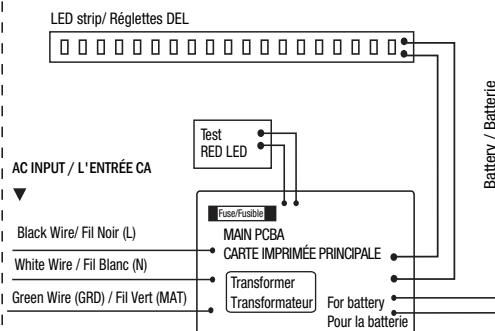 LED strip/ Réglettes DEL
Battery / Batterie
Test
RED LED
AC INPUT / L'ENTRÉE CA
Fuse/Fusible
Black Wire/ Fil Noir (L)
MAIN PCBA
CARTE IMPRIMÉE PRINCIPALE
White Wire / Fil Blanc (N)
Transformer
Transformateur
Green Wire (GRD) / Fil Vert (MAT)
For battery
Pour la batterie